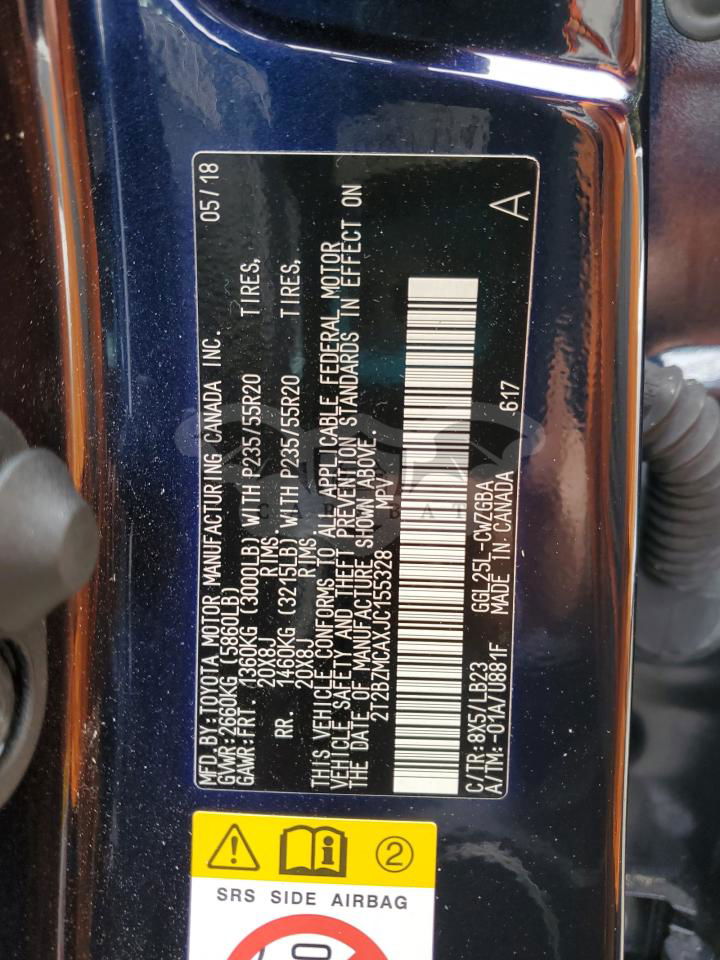 MFD.BY:TOYOTA MOTOR MANUFACTURING CANADA INC. 05/18
GVWR:2660KG (5860LB)
GAWR:FRT. 1360KG (3000LB) WITH P235/55R20 TIRES,
20X8J RIMS.
RR. 1460KG (3215LB) WITH P235/55R20 TIRES,
20X8J RIMS.
THIS VEHICLE CONFORMS TO ALL APPLICABLE FEDERAL MOTOR
VEHICLE SAFETY AND THEFT PREVENTION STANDARDS IN EFFECT ON
THE DATE OF MANUFACTURE SHOWN ABOVE.
2T2BZMCAXJC155328 MPV
C/TR:8X5/LB23 GGL25L-CWZGBA 617
A/TM:-01A/U881F MADE IN CANADA A
2
SRS SIDE AIRBAG